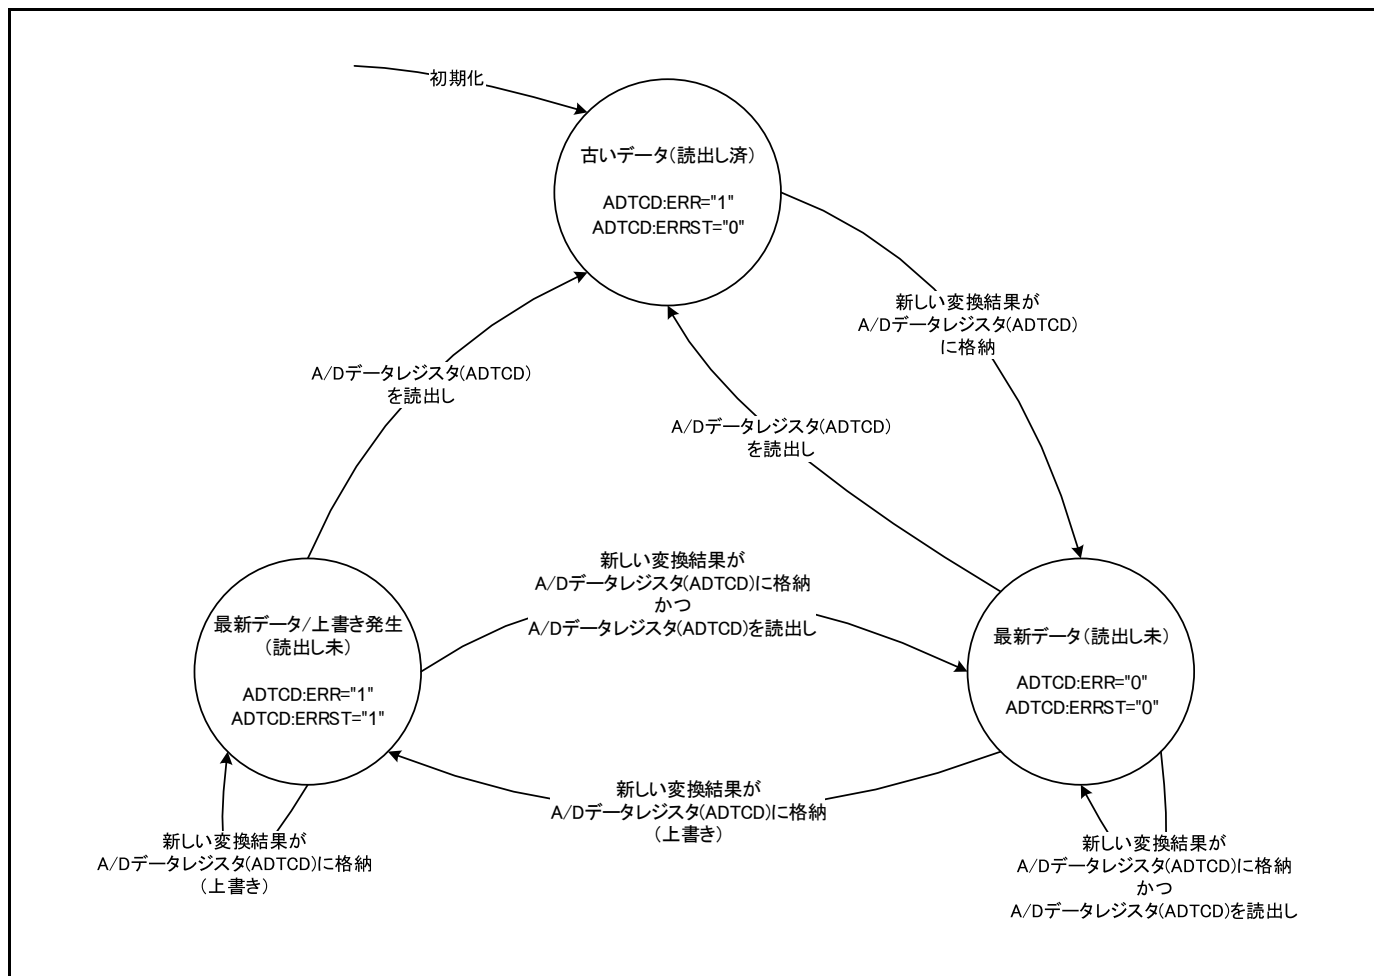 初期化
古いデータ(読出し済)
ADTCD:ERR="1"
ADTCD:ERRST="0"
新しい変換結果が
A/Dデータレジスタ(ADTCD)
に格納
A/Dデータレジスタ(ADTCD)
を読出し
A/Dデータレジスタ(ADTCD)
を読出し
新しい変換結果が
A/Dデータレジスタ(ADTCD)に格納
かつ
A/Dデータレジスタ(ADTCD)を読出し
最新データ/上書き発生
(読出し未)
ADTCD:ERR="1"
ADTCD:ERRST="1"
最新データ(読出し未)
ADTCD:ERR="0"
ADTCD:ERRST="0"
新しい変換結果が
A/Dデータレジスタ(ADTCD)に格納
(上書き)
新しい変換結果が
A/Dデータレジスタ(ADTCD)に格納
(上書き)
新しい変換結果が
A/Dデータレジスタ(ADTCD)に格納
かつ
A/Dデータレジスタ(ADTCD)を読出し